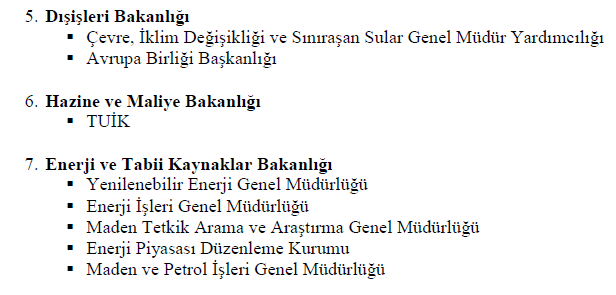 5. Dışişleri Bakanlığı
▪ Çevre, İklim Değişikliği ve Sınıraşan Sular Genel Müdür Yardımcılığı
▪ Avrupa Birliği Başkanlığı
6. Hazine ve Maliye Bakanlığı
▪ TUİK
7. Enerji ve Tabii Kaynaklar Bakanlığı
▪ Yenilenebilir Enerji Genel Müdürlüğü
▪ Enerji İşleri Genel Müdürlüğü
▪ Maden Tetkik Arama ve Araştırma Genel Müdürlüğü
▪ Enerji Piyasası Düzenleme Kurumu
▪ Maden ve Petrol İşleri Genel Müdürlüğü